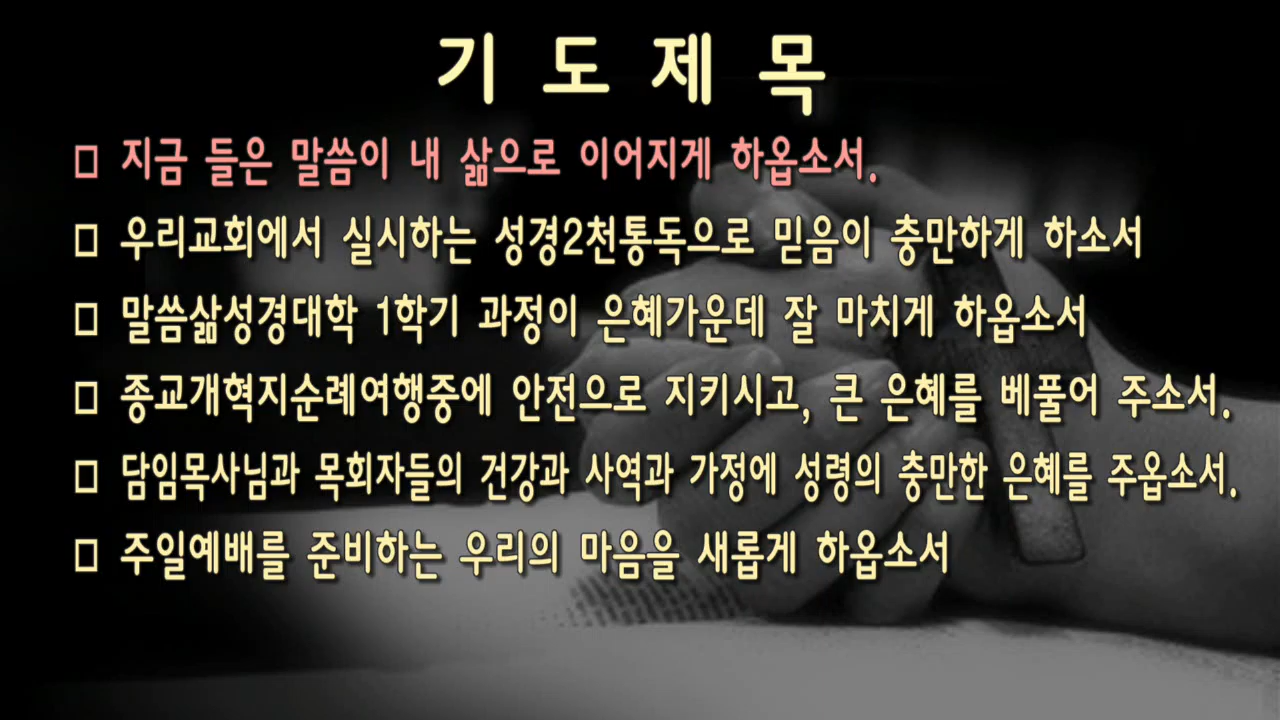 기 도 제 목
□ 지금 들은 말씀이 내 삶으로 이어지게 하옵소서.
□ 우리교회에서 실시하는 성경2천통독으로 믿음이 충만하게 하소서
□ 말씀삶성경대학 1학기 과정이 은혜가운데 잘 마치게 하옵소서
□ 종교개혁지순례여행중에 안전으로 지키시고, 큰 은혜를 베풀어 주소서.
□ 담임목사님과 목회자들의 건강과 사역과 가정에 성령의 충만한 은혜를 주옵소서.
□ 주일예배를 준비하는 우리의 마음을 새롭게 하옵소서